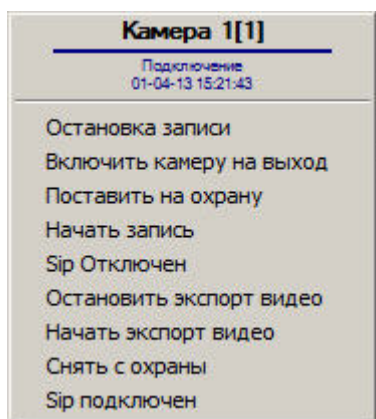 Камера 1[1]
Подключение
01-04-13 15:21:43
Остановка записи
Включить камеру на выход
Поставить на охрану
Начать запись
Sip Отключен
Остановить экспорт видео
Начать экспорт видео
Снять с охраны
Sip подключен